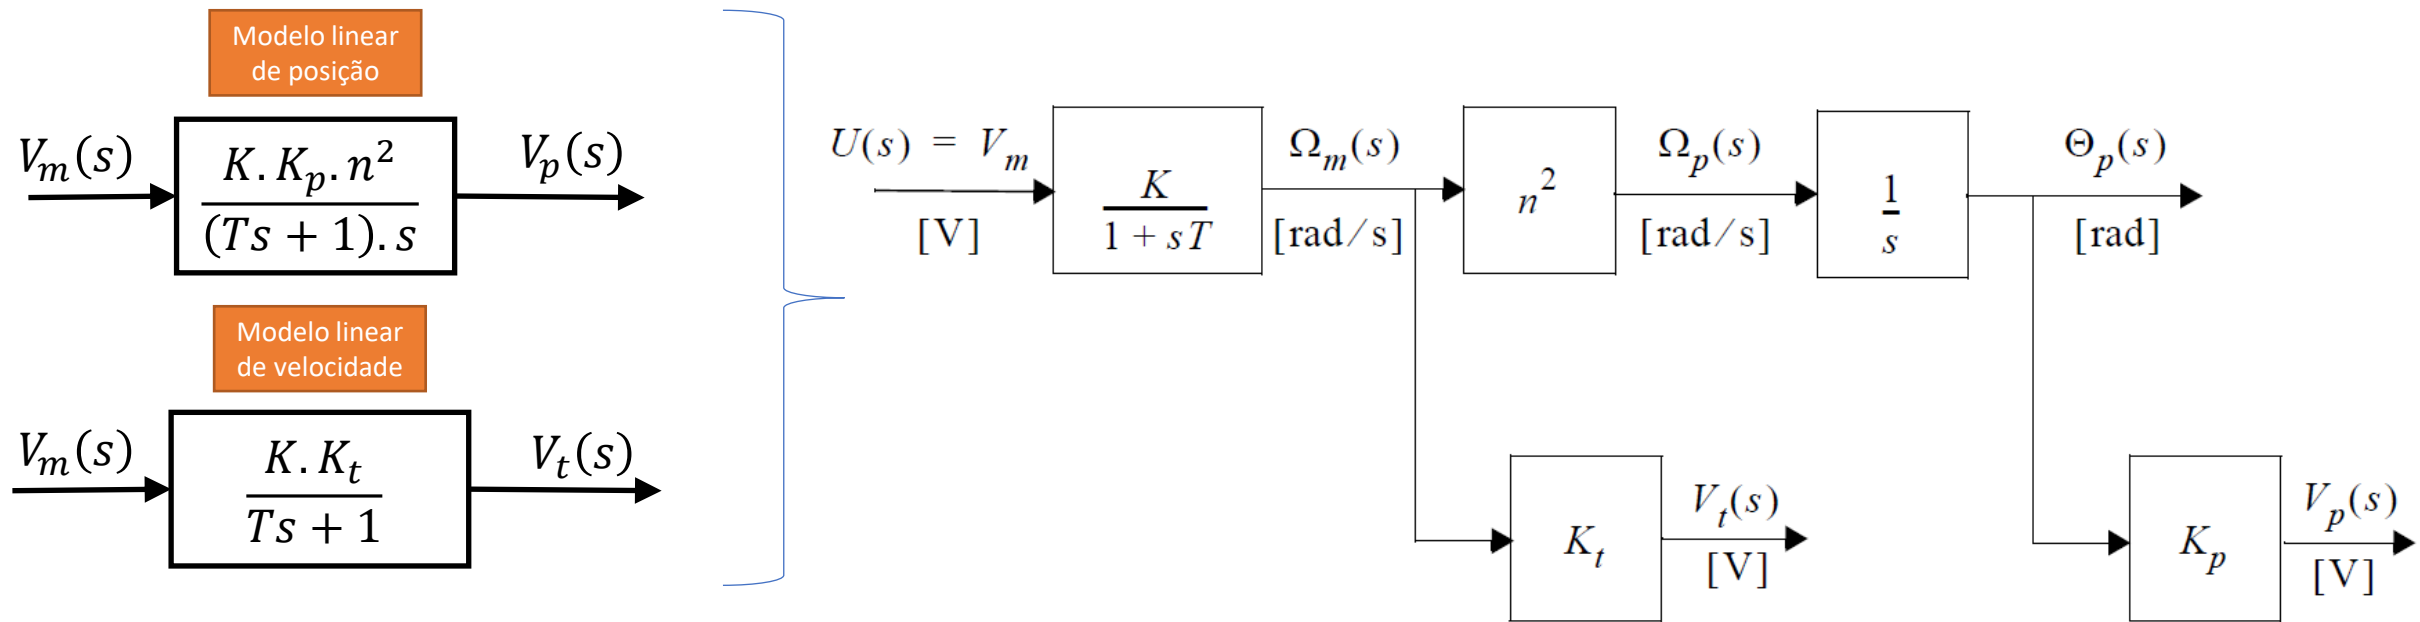 Modelo linear
de posição
V_m(s)
K.K_p.n^2
(Ts + 1).s
V_p(s)
Modelo linear
de velocidade
V_m(s)
K.K_t
Ts + 1
V_t(s)
U(s) = V_m
[V]
K
1 + sT
Ω_m(s)
[rad/s]
n^2
Ω_p(s)
[rad/s]
1
s
Θ_p(s)
[rad]
K_t
V_t(s)
[V]
K_p
V_p(s)
[V]